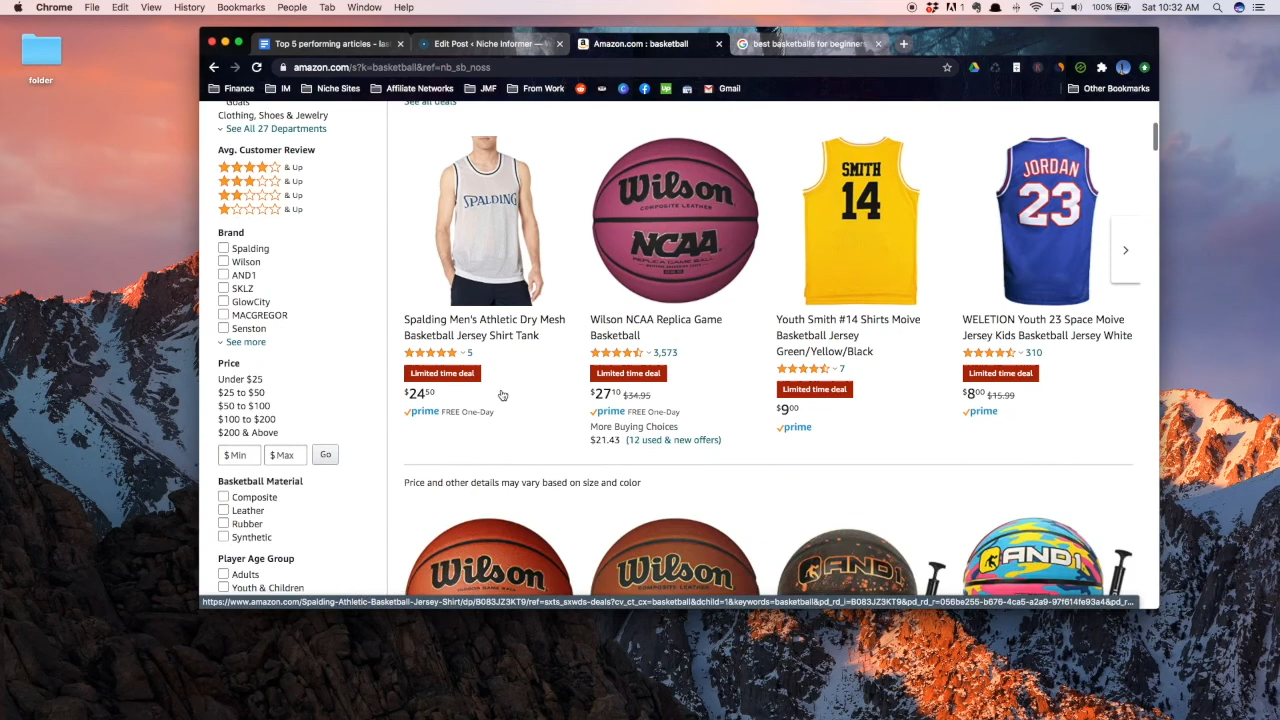 Chrome File Edit View History Bookmarks People Tab Window Help
1 100% Sat 10:32 AM
folder
Top 5 performing articles - las
Edit Post ‹ Niche Informer —
Amazon.com : basketball
best basketballs for beginners
amazon.com/s?k=basketball&ref=nb_sb_noss
Finance IM Niche Sites Affiliate Networks JMF From Work Gmail Other Bookmarks
Goals
Clothing, Shoes & Jewelry
See All 27 Departments
Avg. Customer Review
& Up
& Up
& Up
& Up
Brand
Spalding
Wilson
AND1
SKLZ
GlowCity
MACGREGOR
Senston
See more
Price
Under $25
$25 to $50
$50 to $100
$100 to $200
$200 & Above
$ Min $ Max Go
Basketball Material
Composite
Leather
Rubber
Synthetic
Player Age Group
Adults
Youth & Children
See all deals
SPALDING
Wilson
COMPOSITE LEATHER
NCAA
REPLICA GAME BALL
SMITH
14
JORDAN
23
Spalding Men's Athletic Dry Mesh
Basketball Jersey Shirt Tank
5
Limited time deal
$2450
prime FREE One-Day
Wilson NCAA Replica Game
Basketball
3,573
Limited time deal
$2710 $34.95
prime FREE One-Day
More Buying Choices
$21.43 (12 used & new offers)
Youth Smith #14 Shirts Moive
Basketball Jersey
Green/Yellow/Black
7
Limited time deal
$900
prime
WELETION Youth 23 Space Moive
Jersey Kids Basketball Jersey White
310
Limited time deal
$800 $15.99
prime
Price and other details may vary based on size and color
Wilson
Wilson
COMPOSITE LEATHER
AND1
AND1
https://www.amazon.com/Spalding-Athletic-Basketball-Jersey-Shirt/dp/B083JZ3KT9/ref=sxts_sxwds-deals?cv_ct_cx=basketball&dchild=1&keywords=basketball&pd_rd_i=B083JZ3KT9&pd_rd_r=056be255-b676-4ca5-a2a9-97f614fe93a4&pd_r...